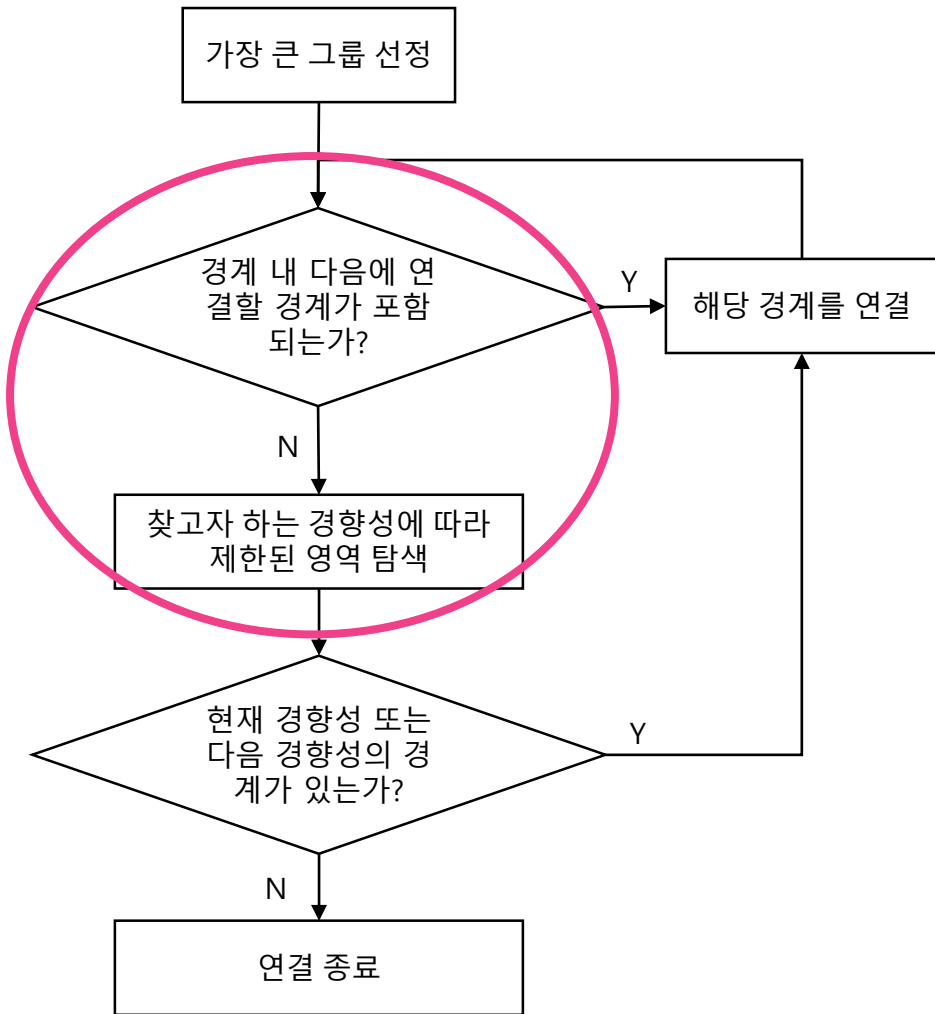 가장 큰 그룹 선정
경계 내 다음에 연
결할 경계가 포함
되는가?
Y
해당 경계를 연결
N
찾고자 하는 경향성에 따라
제한된 영역 탐색
현재 경향성 또는
다음 경향성의 경
계가 있는가?
Y
N
연결 종료